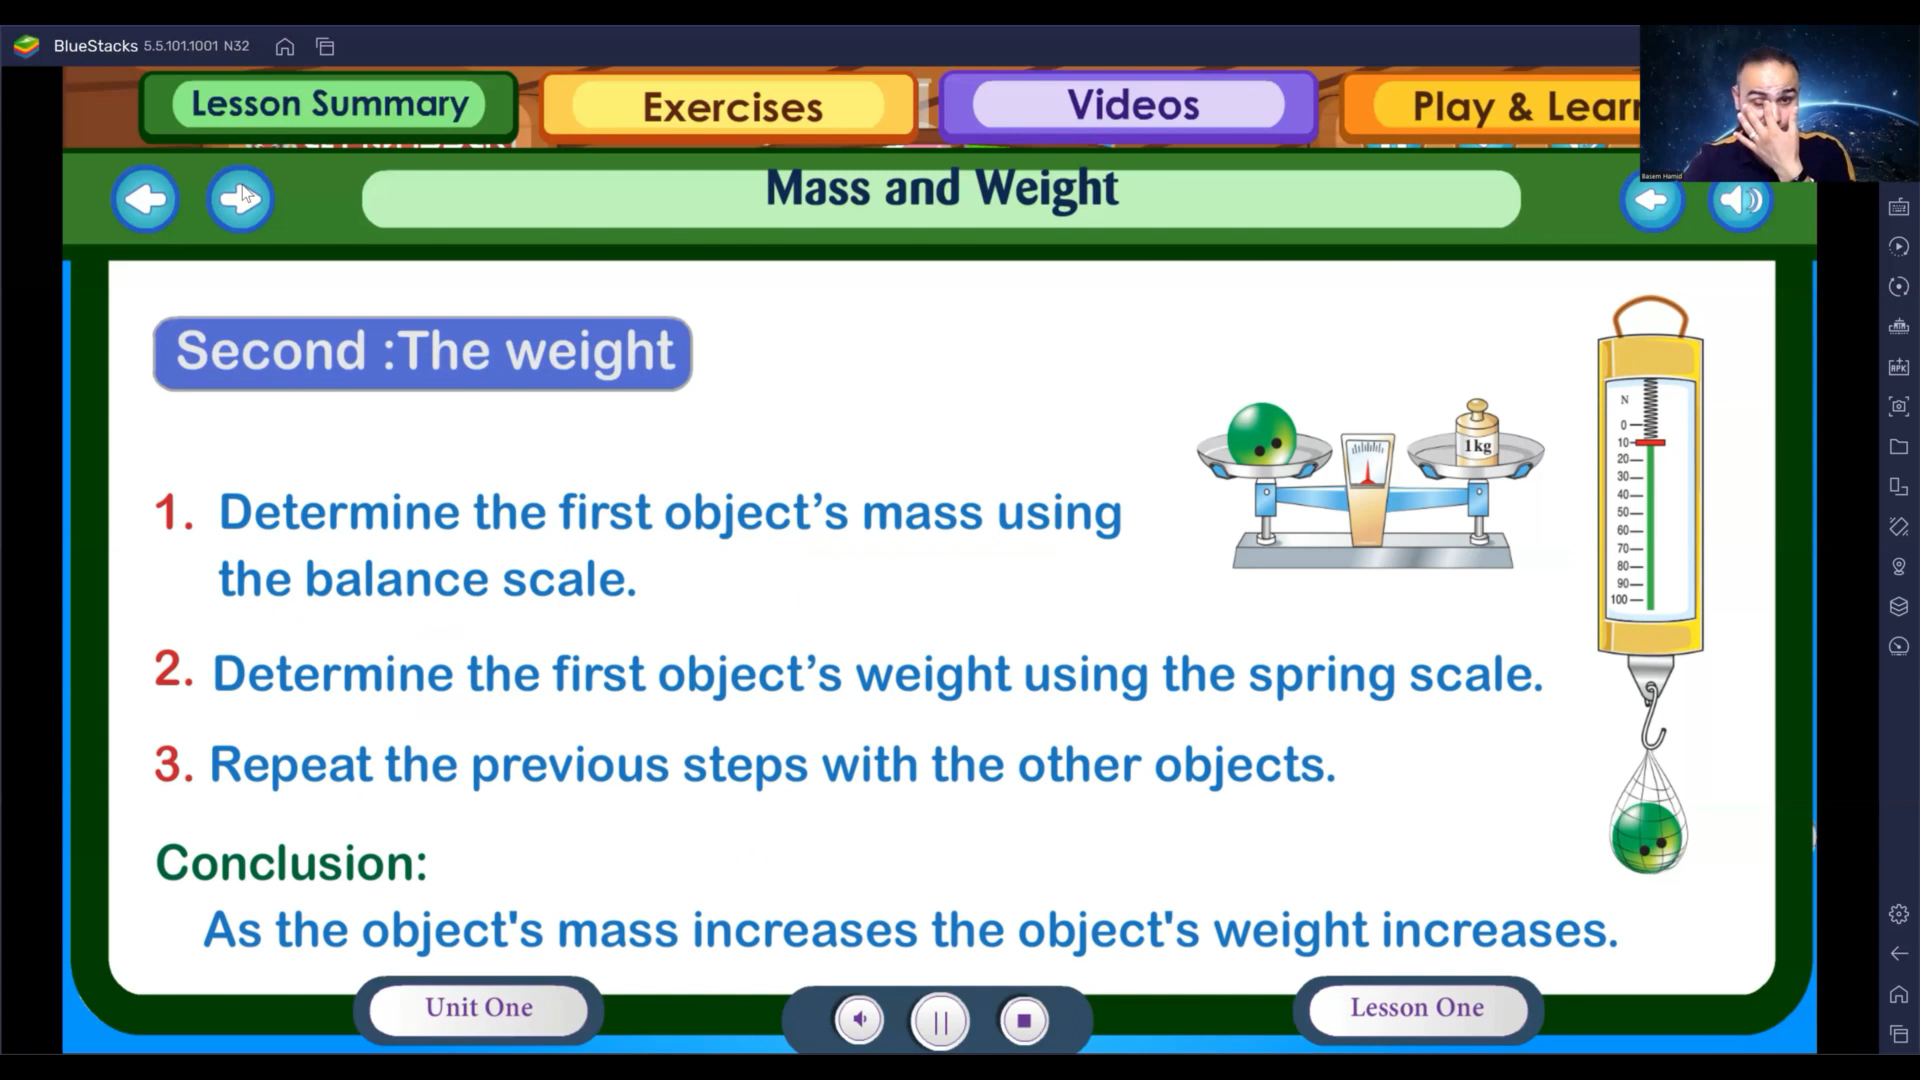 BlueStacks 5.5.101.1001 N32
Lesson Summary
Exercises
Videos
Play & Learn
Basem Hamid
Mass and Weight
Second :The weight
1. Determine the first object’s mass using
the balance scale.
2. Determine the first object’s weight using the spring scale.
3. Repeat the previous steps with the other objects.
Conclusion:
As the object's mass increases the object's weight increases.
1kg
N
0
10
20
30
40
50
60
70
80
90
100
Unit One
Lesson One